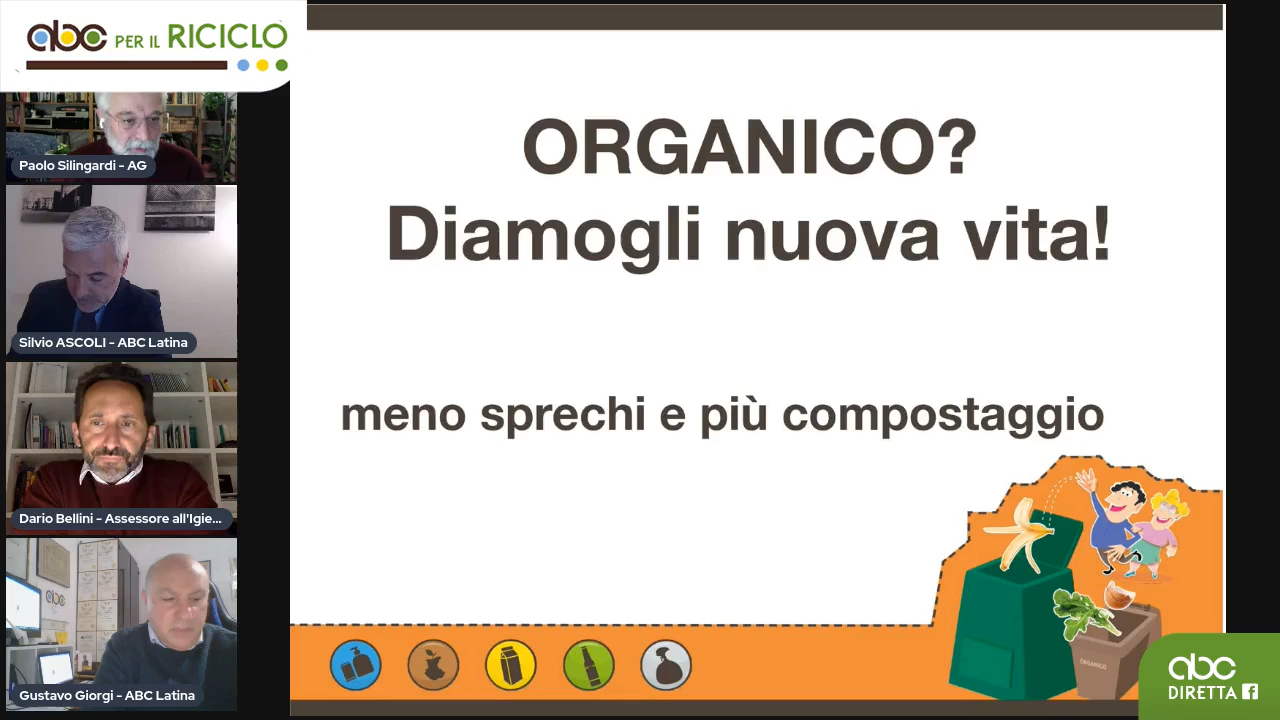 abc PER IL RICICLO
Paolo Silingardi - AG
Silvio ASCOLI - ABC Latina
Dario Bellini - Assessore all'Igie...
Gustavo Giorgi - ABC Latina
ORGANICO?
Diamogli nuova vita!
meno sprechi e più compostaggio
ORGANICO
abc
abc
DIRETTA